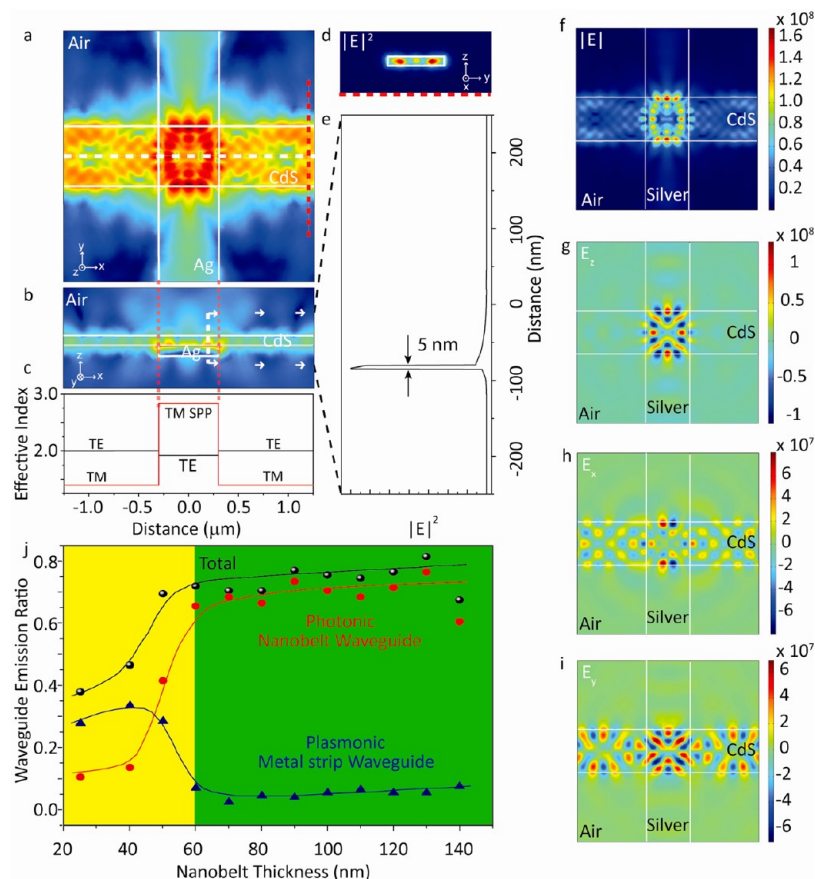 a
Air
CdS
Ag
y
z
x
b
Air
CdS
Ag
z
y
x
c
3.0
2.0
Effective Index
TM SPP
TE
TE
TE
TM
TM
-1.0
-0.5
0.0
0.5
1.0
Distance (μm)
d
|E|²
z
x
y
e
200
100
0
-100
-200
Distance (nm)
5 nm
|E|²
f
|E|
CdS
Air
Silver
x 10⁸
1.6
1.4
1.2
1.0
0.8
0.6
0.4
0.2
g
E_z
CdS
Air
Silver
x 10⁸
1
0.5
0
-0.5
-1
h
E_x
CdS
Air
Silver
x 10⁷
6
4
2
0
-2
-4
-6
i
E_y
CdS
Air
Silver
x 10⁷
6
4
2
0
-2
-4
-6
j
Total
Photonic
Nanobelt Waveguide
Plasmonic
Metal strip Waveguide
Waveguide Emission Ratio
0.8
0.6
0.4
0.2
0.0
20
40
60
80
100
120
140
Nanobelt Thickness (nm)